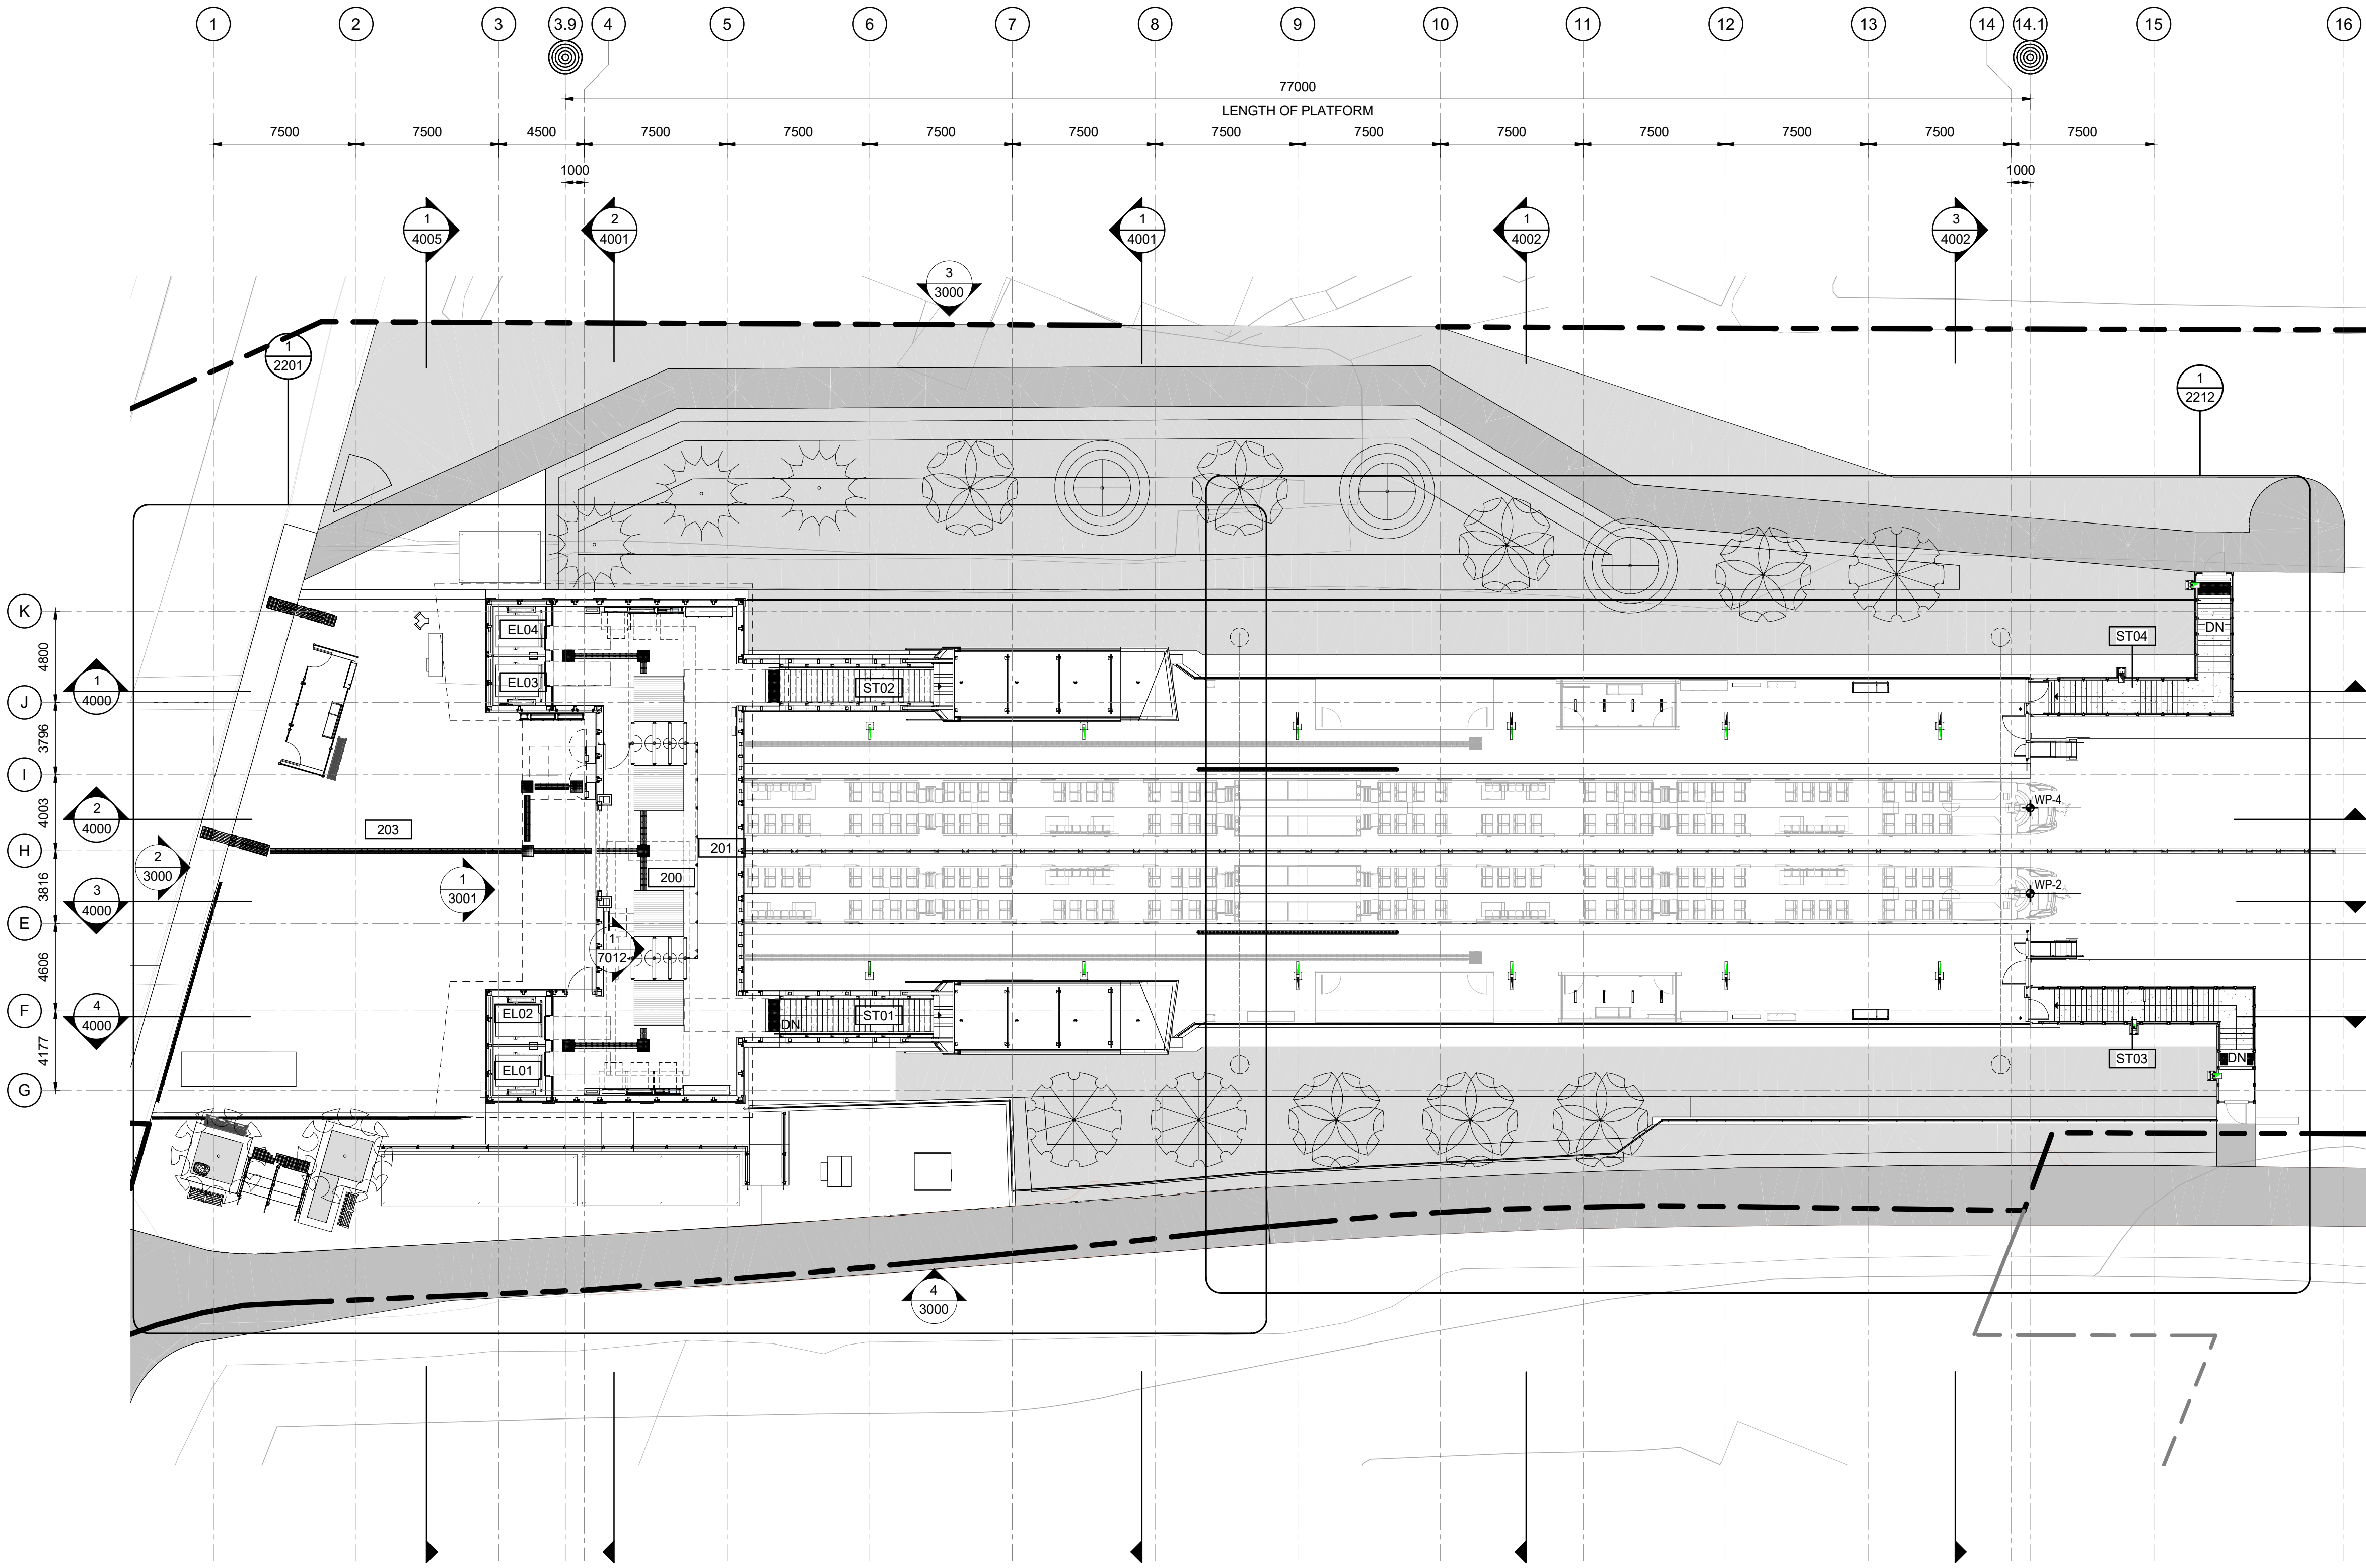 1 2 3 3.9 4 5 6 7 8 9 10 11 12 13 14 14.1 15 16
77000
LENGTH OF PLATFORM
7500 7500 4500 7500 7500 7500 7500 7500 7500 7500 7500 7500 7500 7500
1000 1000
1
4005
2
4001
1
4001
1
4002
3
4002
3
3000
1
2201
1
2212
K
4800
J
3796
I
4003
H
3816
E
4606
F
4177
G
1
4000
2
4000
3
4000
4
4000
2
3000
1
3001
1
7012
4
3000
EL04
EL03
EL02
EL01
ST02
ST01
DN
ST04
DN
ST03
DN
203
201
200
WP-4
WP-2